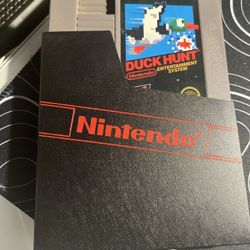 DUCK HUNT
Nintendo
ENTERTAINMENT
SYSTEM
Nintendo®